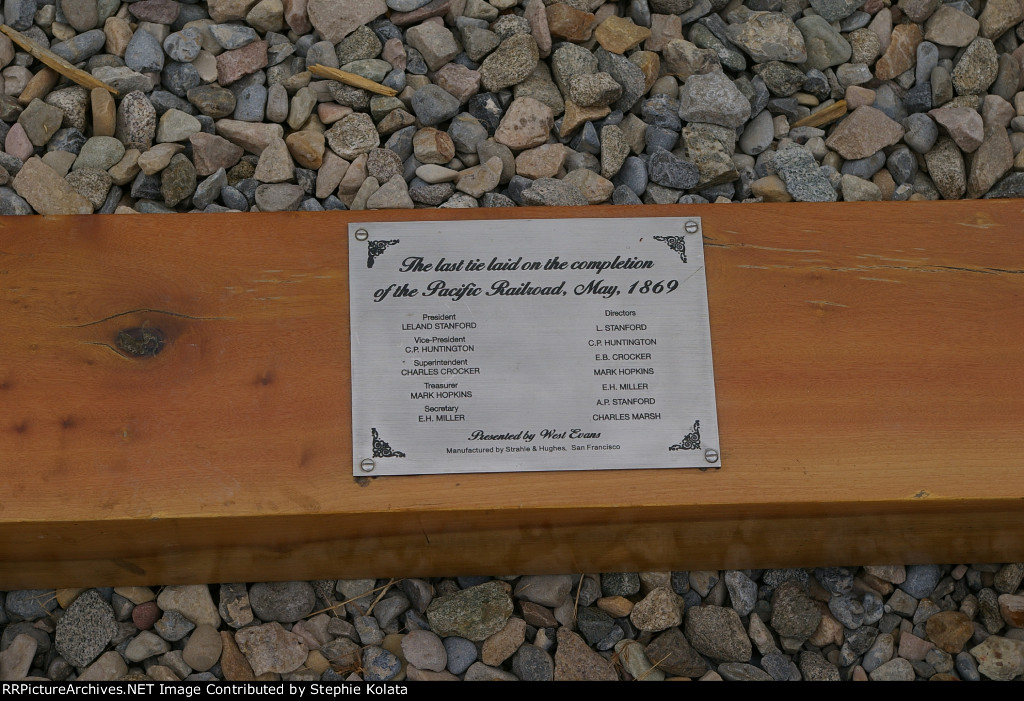 The last tie laid on the completion
of the Pacific Railroad, May, 1869
President
LELAND STANFORD
Vice-President
C.P. HUNTINGTON
Superintendent
CHARLES CROCKER
Treasurer
MARK HOPKINS
Secretary
E.H. MILLER
Directors
L. STANFORD
C.P. HUNTINGTON
E.B. CROCKER
MARK HOPKINS
E.H. MILLER
A.P. STANFORD
CHARLES MARSH
Presented by West Evans
Manufactured by Strahle & Hughes, San Francisco
RRPictureArchives.NET Image Contributed by Stephie Kolata